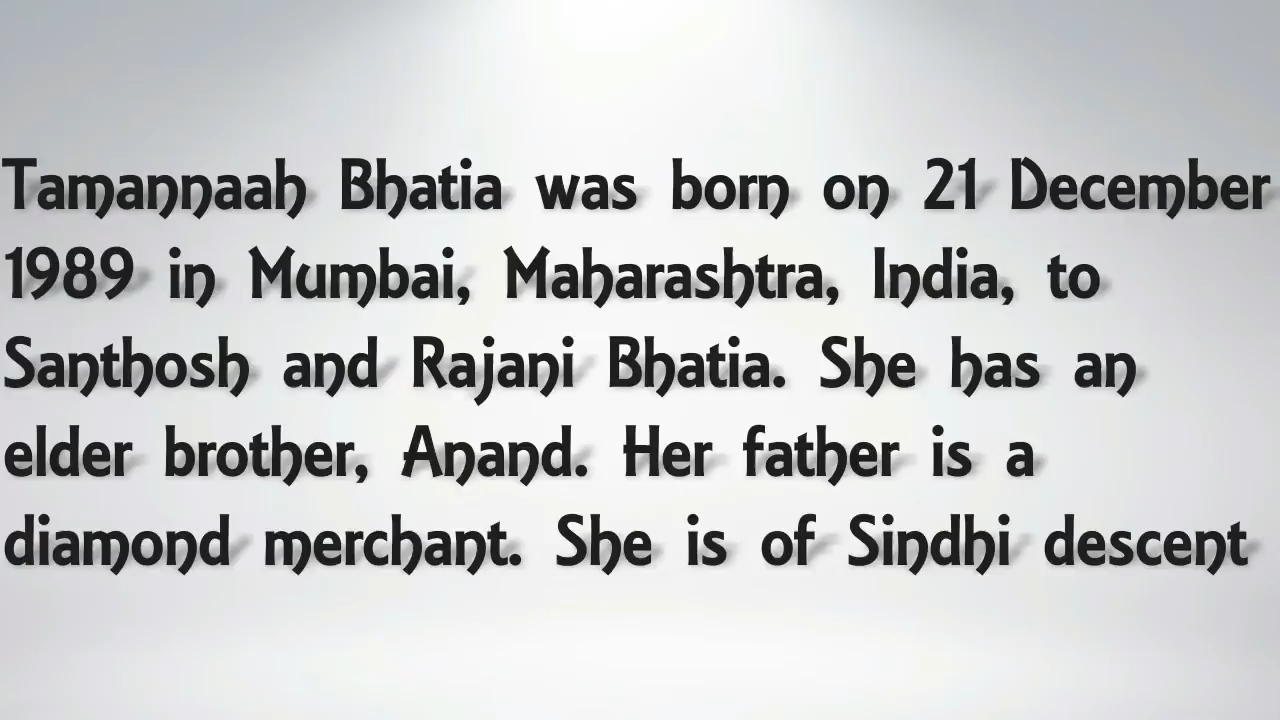 Tamannaah Bhatia was born on 21 December
1989 in Mumbai, Maharashtra, India, to
Santhosh and Rajani Bhatia. She has an
elder brother, Anand. Her father is a
diamond merchant. She is of Sindhi descent